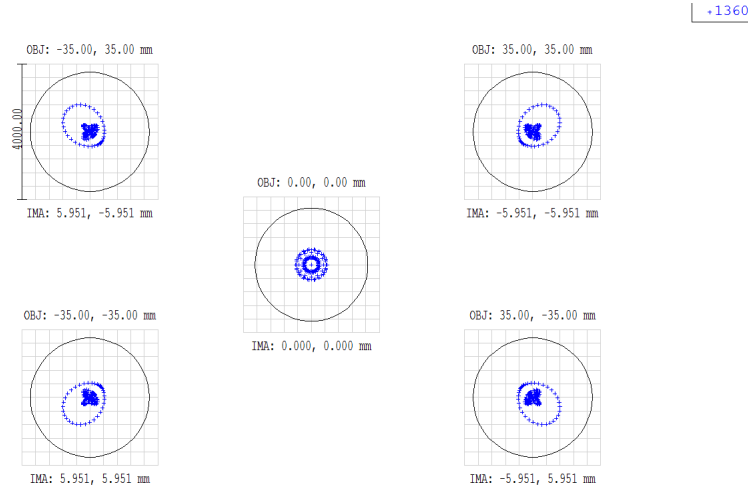 +1360
OBJ: -35.00, 35.00 mm
OBJ: 35.00, 35.00 mm
4000.00
IMA: 5.951, -5.951 mm
IMA: -5.951, -5.951 mm
OBJ: 0.00, 0.00 mm
IMA: 0.000, 0.000 mm
OBJ: -35.00, -35.00 mm
OBJ: 35.00, -35.00 mm
IMA: 5.951, 5.951 mm
IMA: -5.951, 5.951 mm